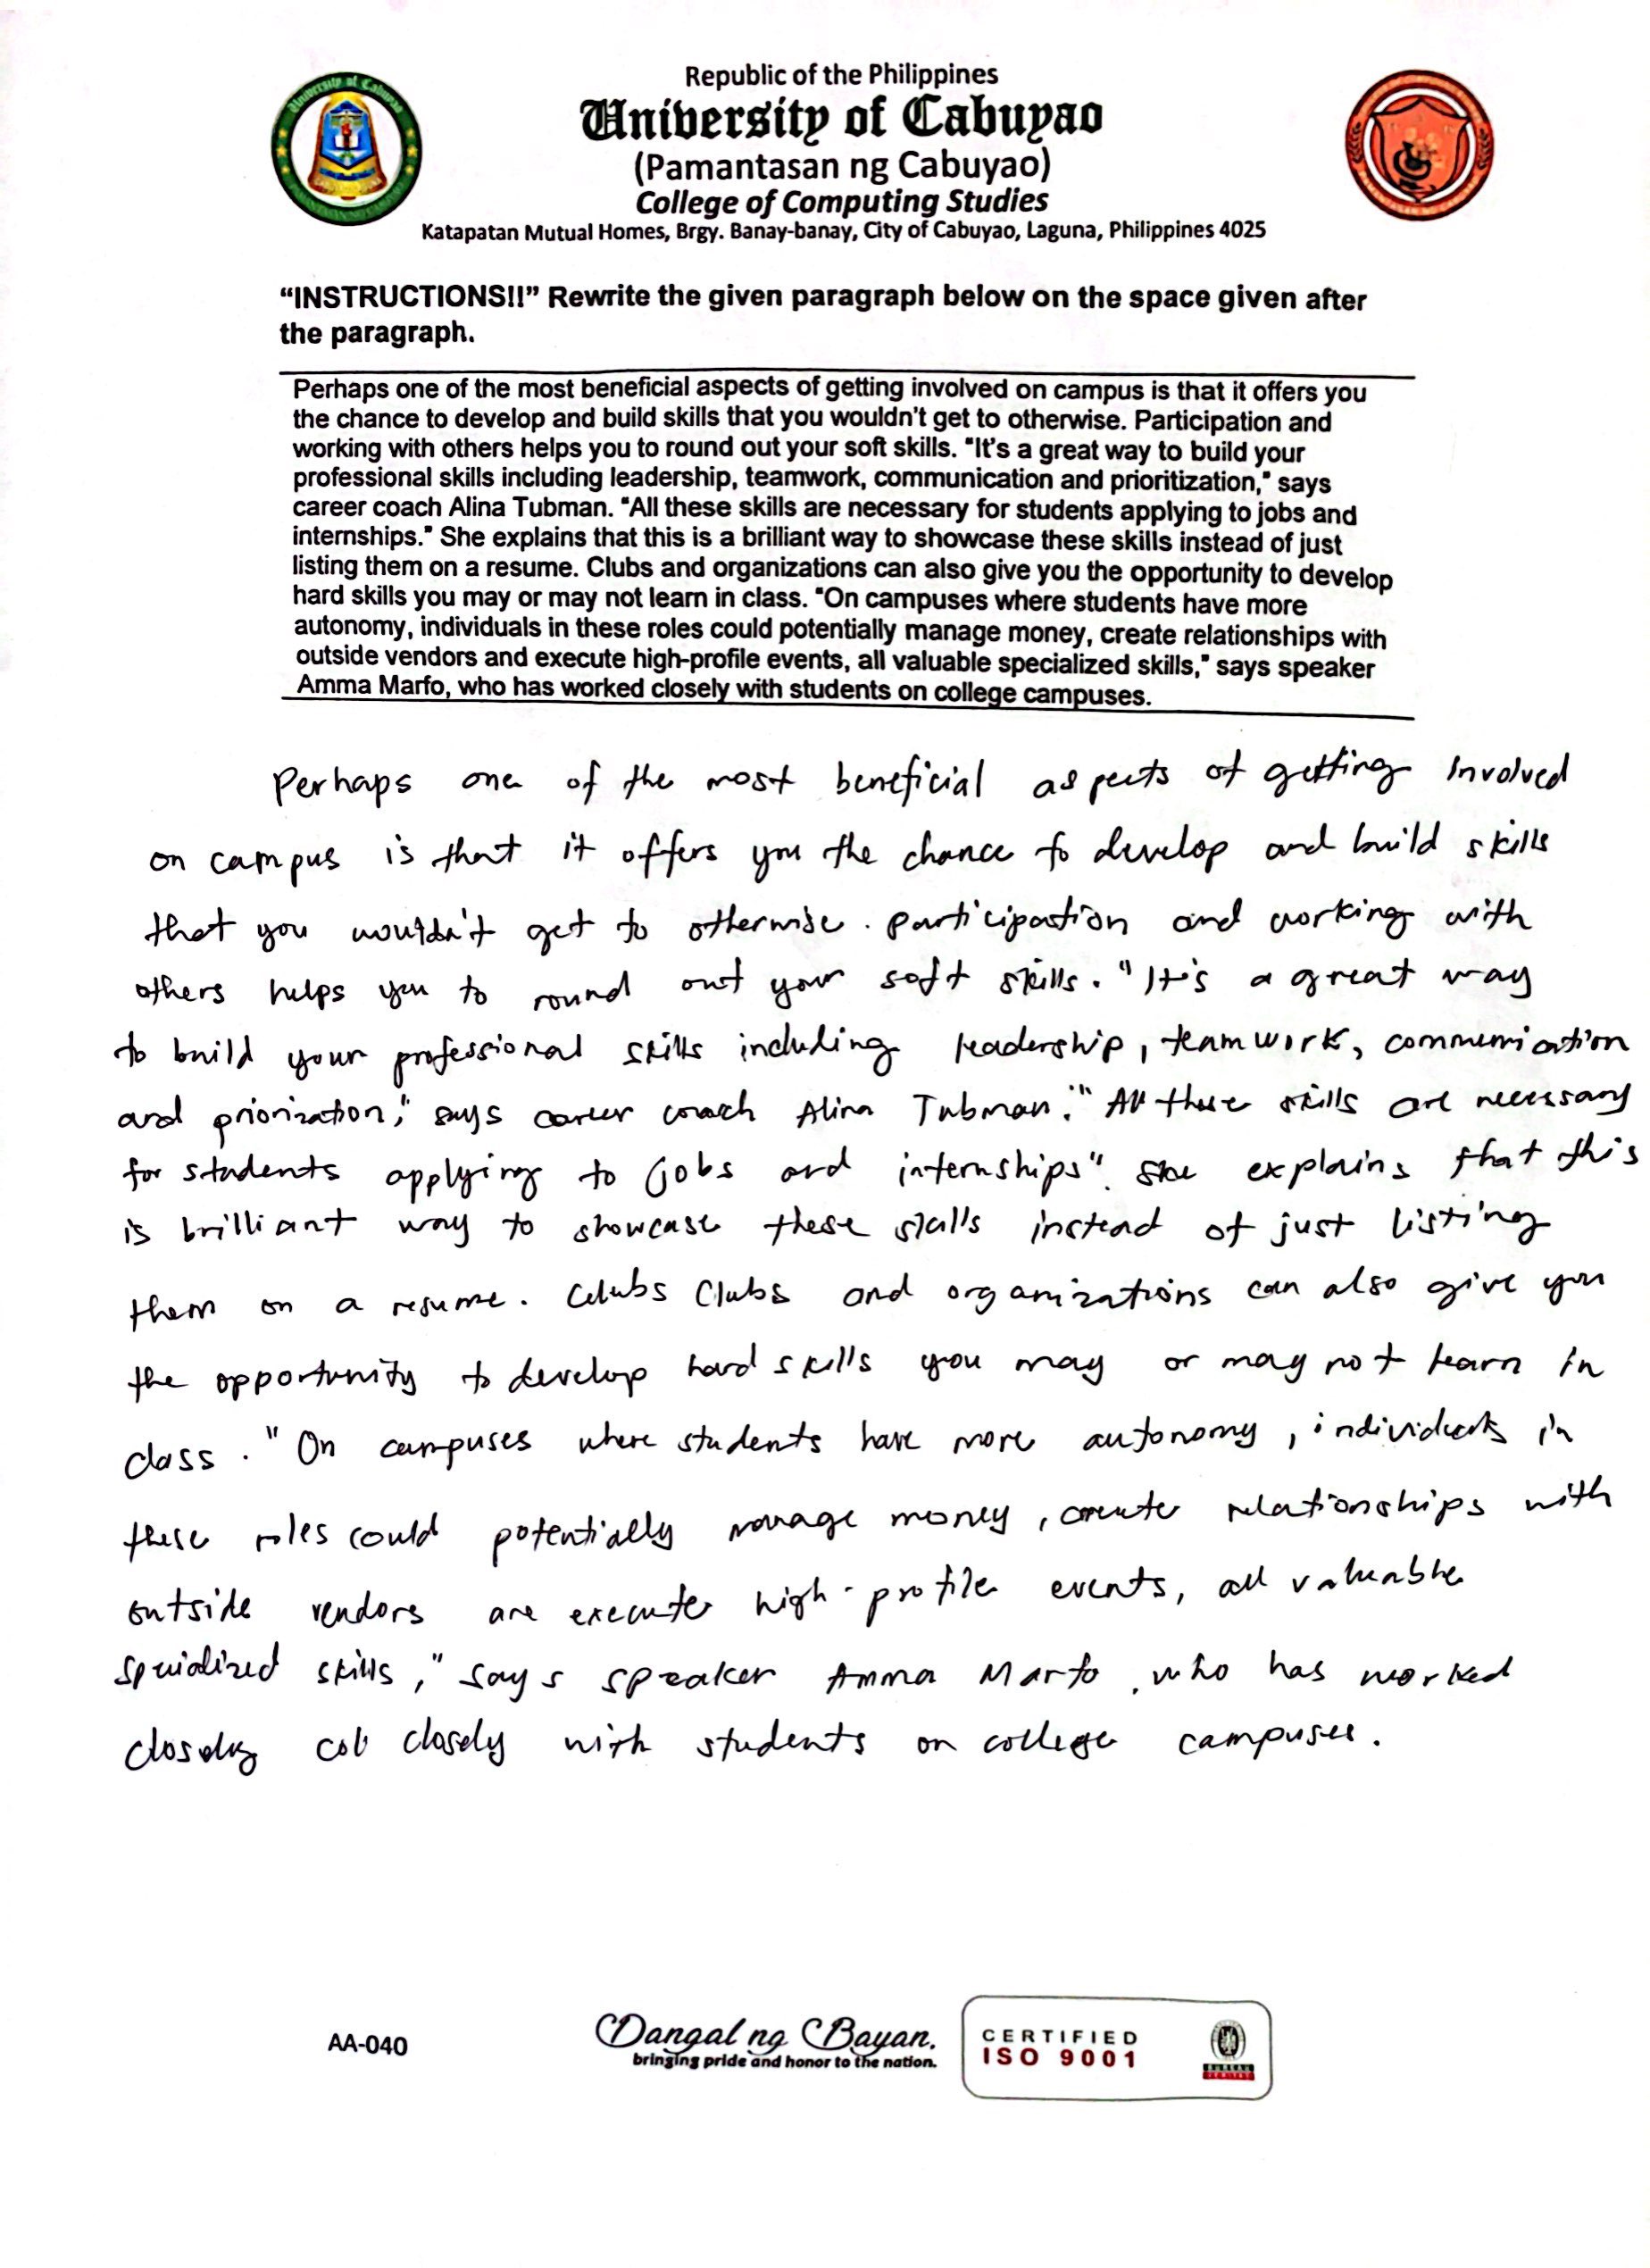 Republic of the Philippines
University of Cabuyao
(Pamantasan ng Cabuyao)
College of Computing Studies
Katapatan Mutual Homes, Brgy. Banay-banay, City of Cabuyao, Laguna, Philippines 4025
“INSTRUCTIONS!!” Rewrite the given paragraph below on the space given after
the paragraph.
Perhaps one of the most beneficial aspects of getting involved on campus is that it offers you
the chance to develop and build skills that you wouldn't get to otherwise. Participation and
working with others helps you to round out your soft skills. "It's a great way to build your
professional skills including leadership, teamwork, communication and prioritization," says
career coach Alina Tubman. "All these skills are necessary for students applying to jobs and
internships." She explains that this is a brilliant way to showcase these skills instead of just
listing them on a resume. Clubs and organizations can also give you the opportunity to develop
hard skills you may or may not learn in class. "On campuses where students have more
autonomy, individuals in these roles could potentially manage money, create relationships with
outside vendors and execute high-profile events, all valuable specialized skills," says speaker
Amma Marfo, who has worked closely with students on college campuses.
Perhaps one of the most beneficial aspects of getting involved
on campus is that it offers you the chance to develop and build skills
that you wouldn't get to otherwise. participation and working with
others helps you to round out your soft skills. "It's a great way
to build your professional skills including leadership, teamwork, communication
and priorization," says career coach Alina Tubman. "All these skills are necessary
for students applying to jobs and internships". She explains that this
is brilliant way to showcase these skills instead of just listing
them on a resume. Clubs and organizations can also give you
the opportunity to develop hard skills you may or may not learn in
class. "On campuses where students have more autonomy, individuals in
these roles could potentially manage money, create relationships with
outside vendors are execute high-profile events, all valuable
specialized skills," says speaker Amma Marfo, who has worked
closely closely with students on college campuses.
AA-040
Dangal ng Bayan.
bringing pride and honor to the nation.
CERTIFIED
ISO 9001
BUREAU
VERITAS